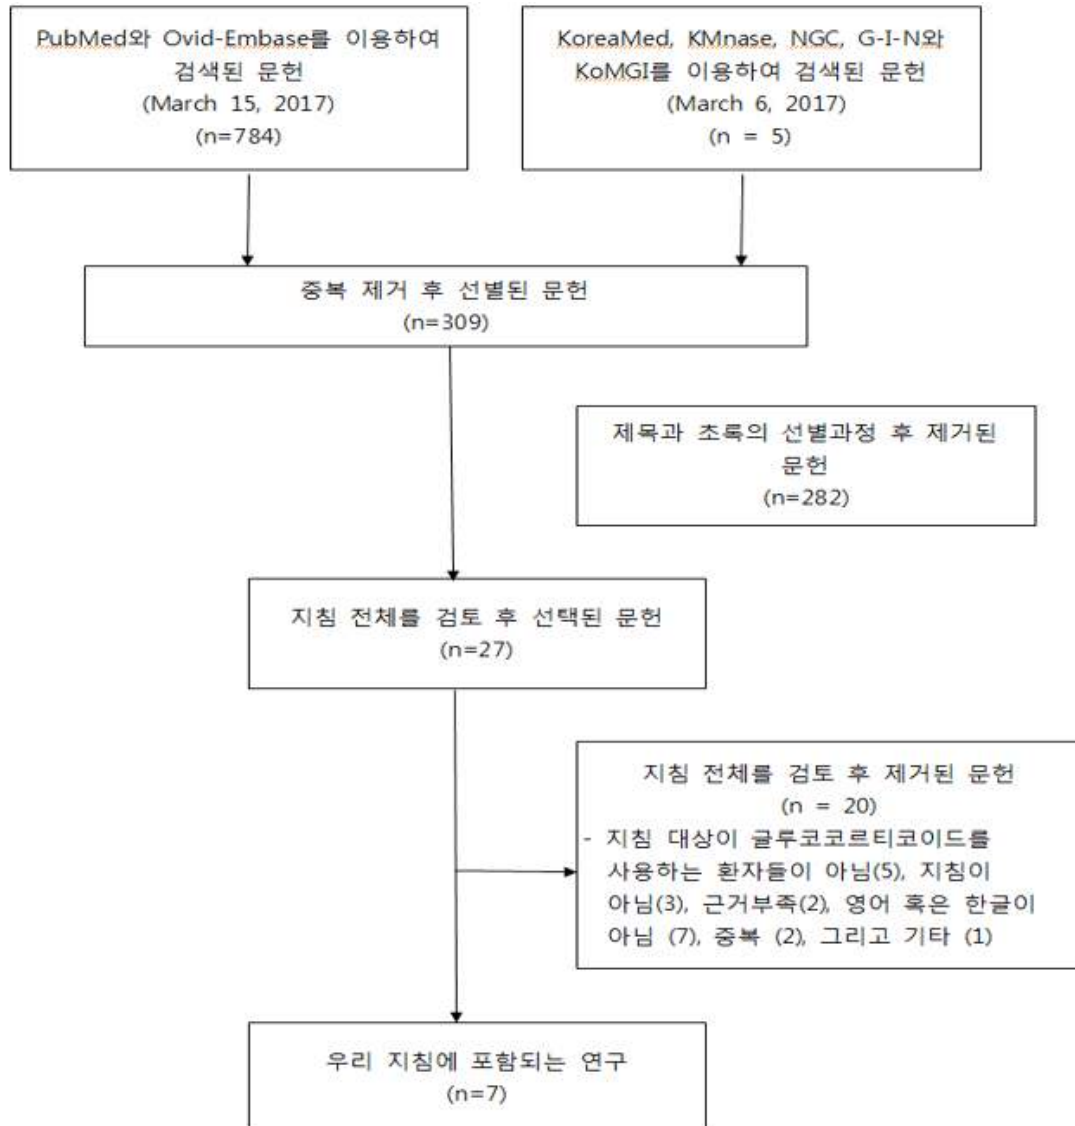 PubMed와 Ovid-Embase를 이용하여
검색된 문헌
(March 15, 2017)
(n=784)
KoreaMed, KMnase, NGC, G-I-N와
KoMGI를 이용하여 검색된 문헌
(March 6, 2017)
(n = 5)
중복 제거 후 선별된 문헌
(n=309)
제목과 초록의 선별과정 후 제거된
문헌
(n=282)
지침 전체를 검토 후 선택된 문헌
(n=27)
지침 전체를 검토 후 제거된 문헌
(n = 20)
- 지침 대상이 글루코코르티코이드를
사용하는 환자들이 아님(5), 지침이
아님(3), 근거부족(2), 영어 혹은 한글이
아님 (7), 중복 (2), 그리고 기타 (1)
우리 지침에 포함되는 연구
(n=7)